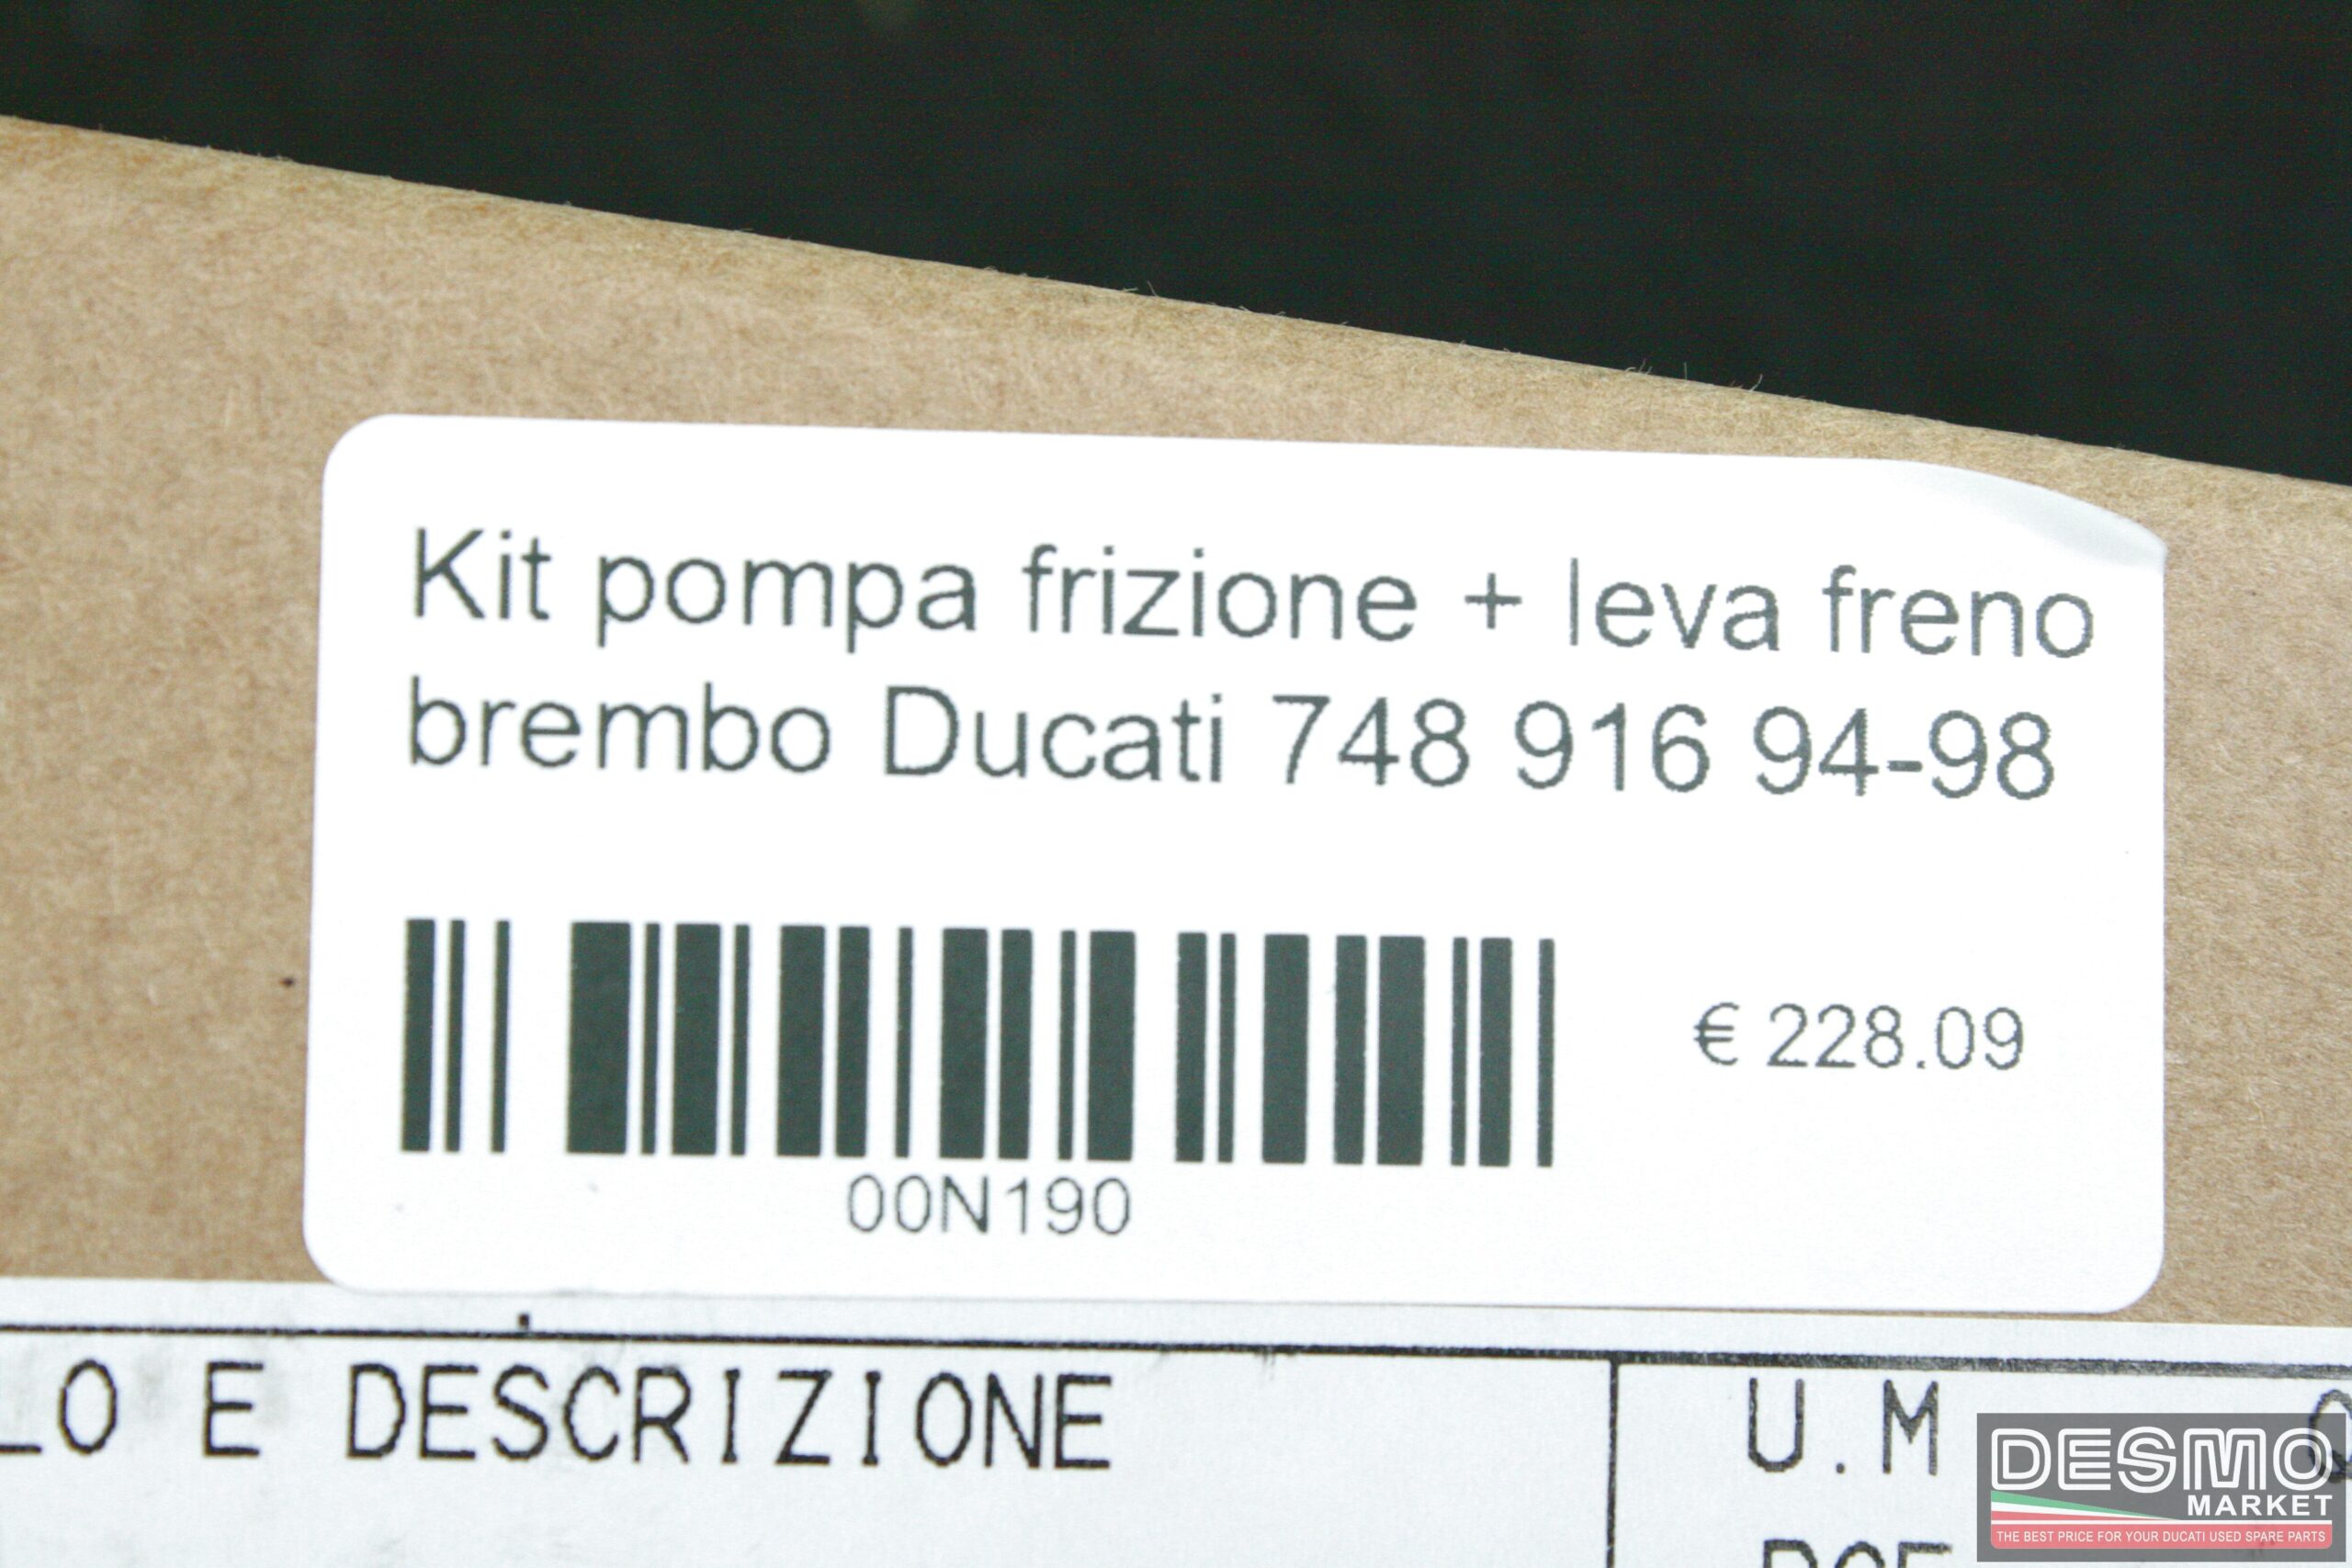 Kit pompa frizione + leva freno
brembo Ducati 748 916 94-98
€ 228.09
00N190
LO E DESCRIZIONE
U.M
DESMO
MARKET
THE BEST PRICE FOR YOUR DUCATI USED SPARE PARTS